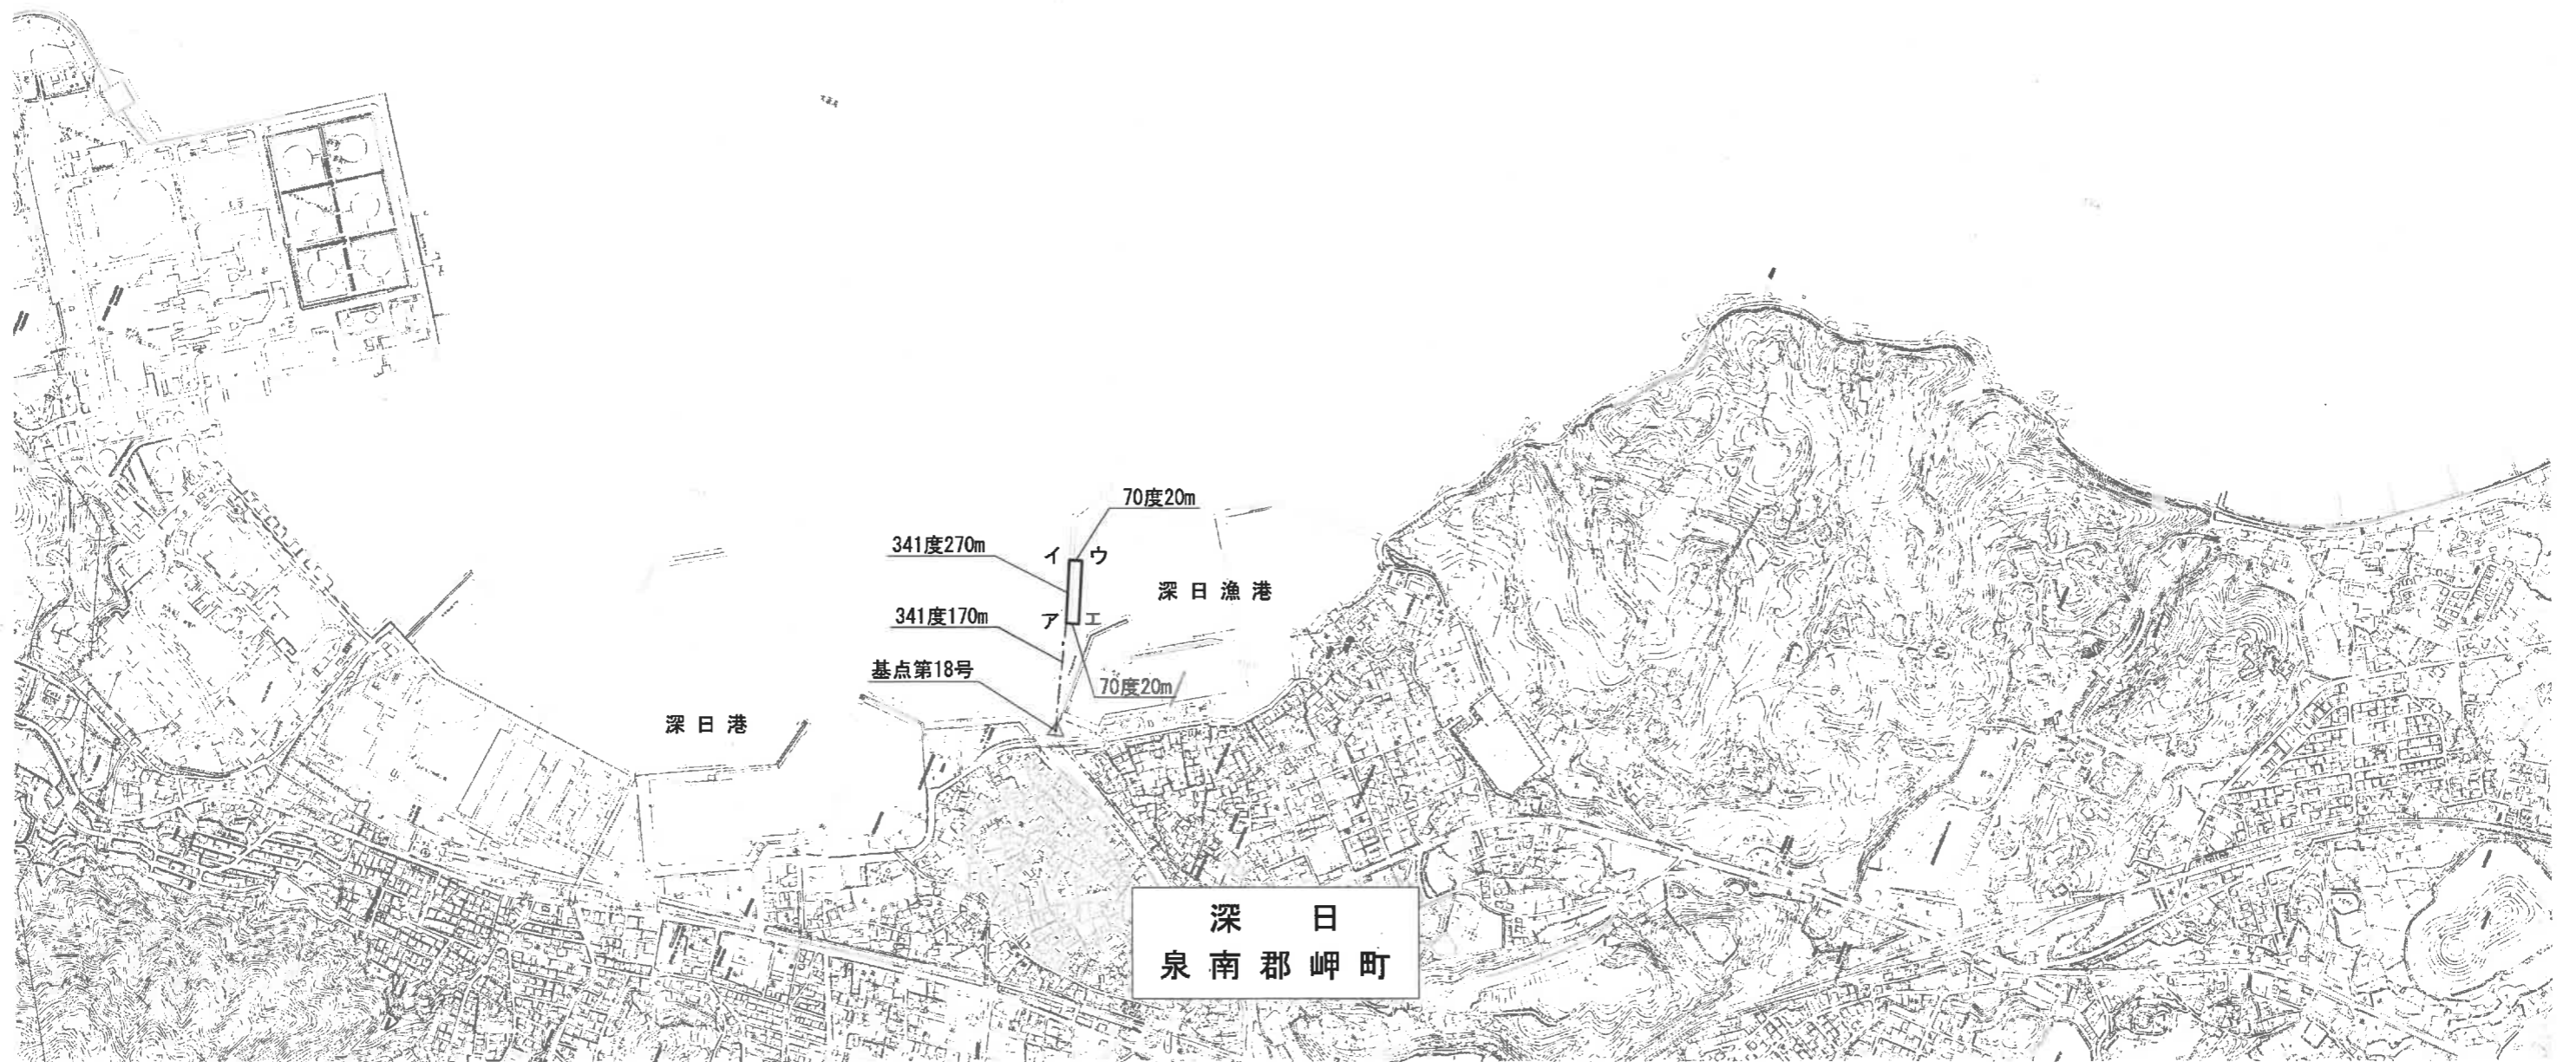 70度20m
341度270m
イ ウ
深日漁港
341度170m
ア エ
基点第18号
70度20m
深日港
深 日
泉南郡岬町